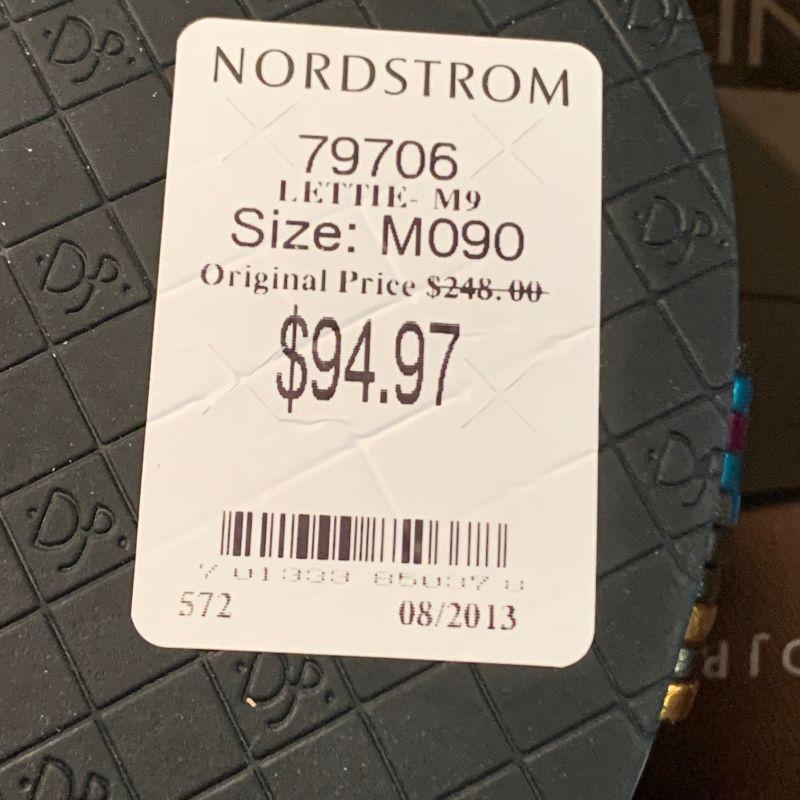 NORDSTROM
79706
LETTIE- M9
Size: M090
Original Price $248.00
$94.97
572
08/2013